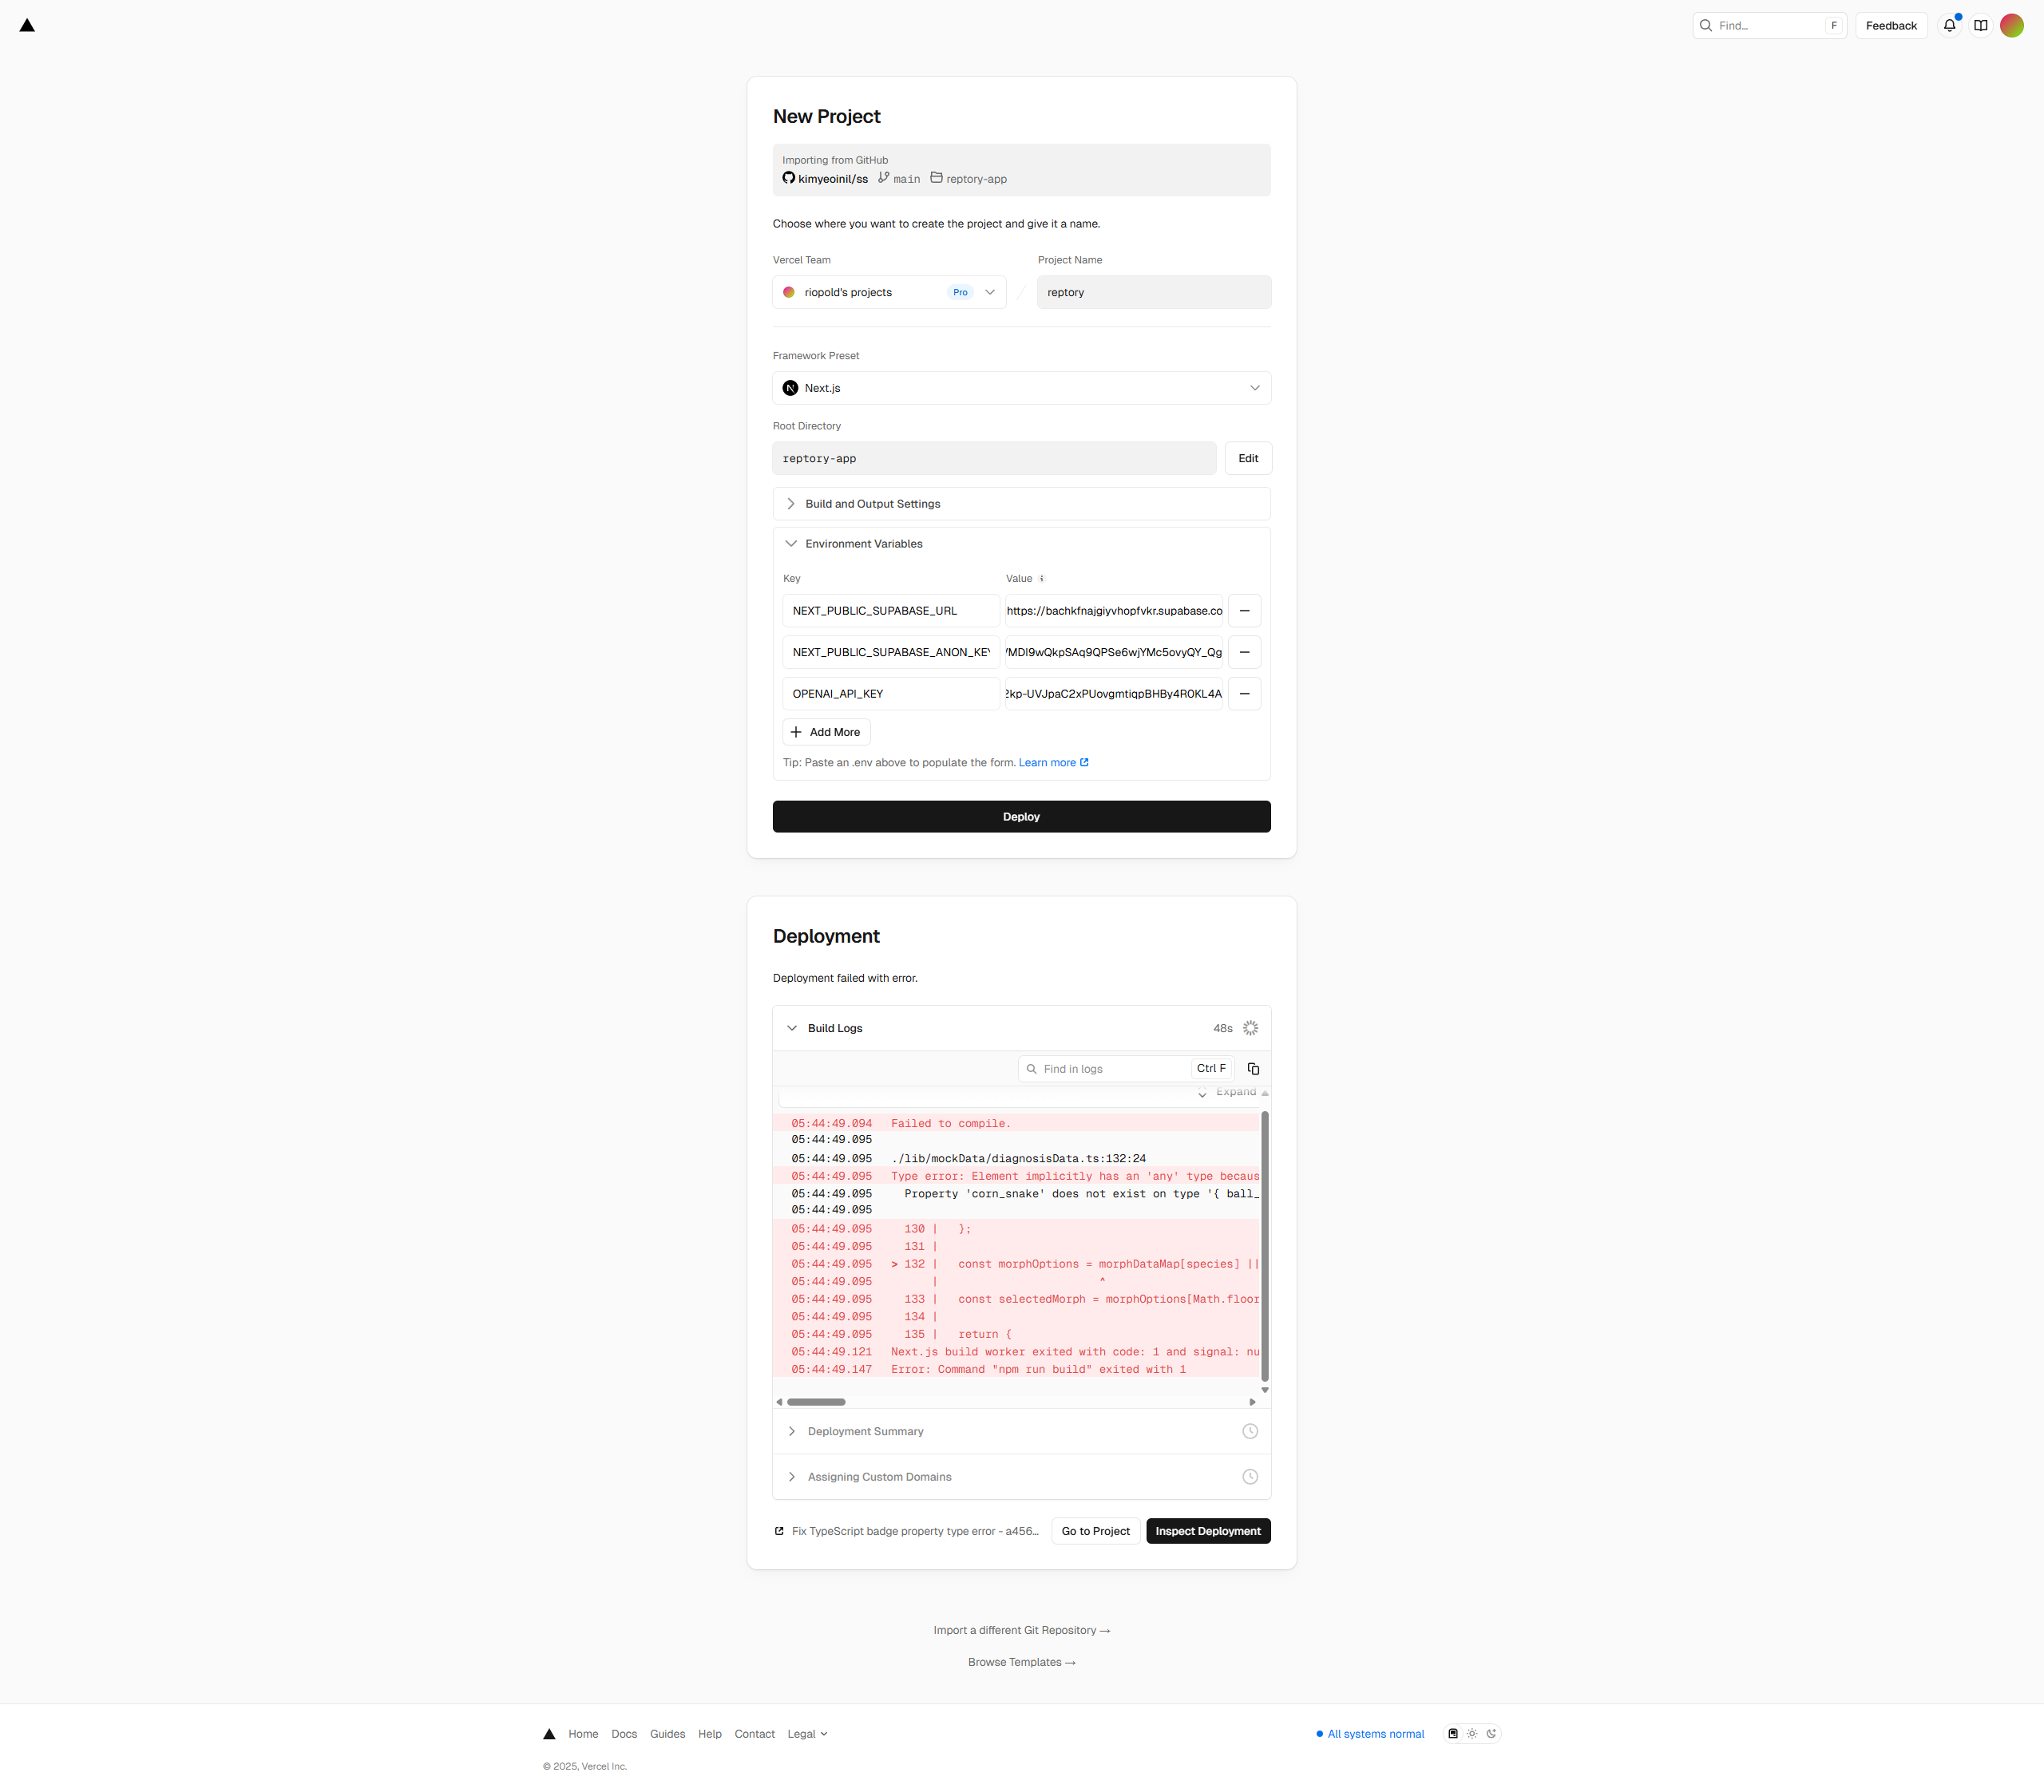 Find...
F
Feedback
New Project
Importing from GitHub
kimyeoinil/ss main reptory-app
Choose where you want to create the project and give it a name.
Vercel Team
Project Name
riopold's projects Pro
/
reptory
Framework Preset
Next.js
Root Directory
reptory-app
Edit
Build and Output Settings
Environment Variables
Key
Value
NEXT_PUBLIC_SUPABASE_URL
https://bachkfnajgiyvhopfvkr.supabase.co
NEXT_PUBLIC_SUPABASE_ANON_KEY
OPENAI_API_KEY
Add More
Tip: Paste an .env above to populate the form. Learn more
Deploy
Deployment
Deployment failed with error.
Build Logs
48s
Find in logs
Ctrl F
Expand
05:44:49.094 Failed to compile.
05:44:49.095
05:44:49.095 ./lib/mockData/diagnosisData.ts:132:24
05:44:49.095 Type error: Element implicitly has an 'any' type becaus
05:44:49.095 Property 'corn_snake' does not exist on type '{ ball_
05:44:49.095
05:44:49.095 130 | };
05:44:49.095 131 |
05:44:49.095 > 132 | const morphOptions = morphDataMap[species] ||
05:44:49.095 | ^
05:44:49.095 133 | const selectedMorph = morphOptions[Math.floor
05:44:49.095 134 |
05:44:49.095 135 | return {
05:44:49.121 Next.js build worker exited with code: 1 and signal: nu
05:44:49.147 Error: Command "npm run build" exited with 1
Deployment Summary
Assigning Custom Domains
Fix TypeScript badge property type error - a456...
Go to Project
Inspect Deployment
Import a different Git Repository →
Browse Templates →
Home Docs Guides Help Contact Legal
All systems normal
© 2025, Vercel Inc.